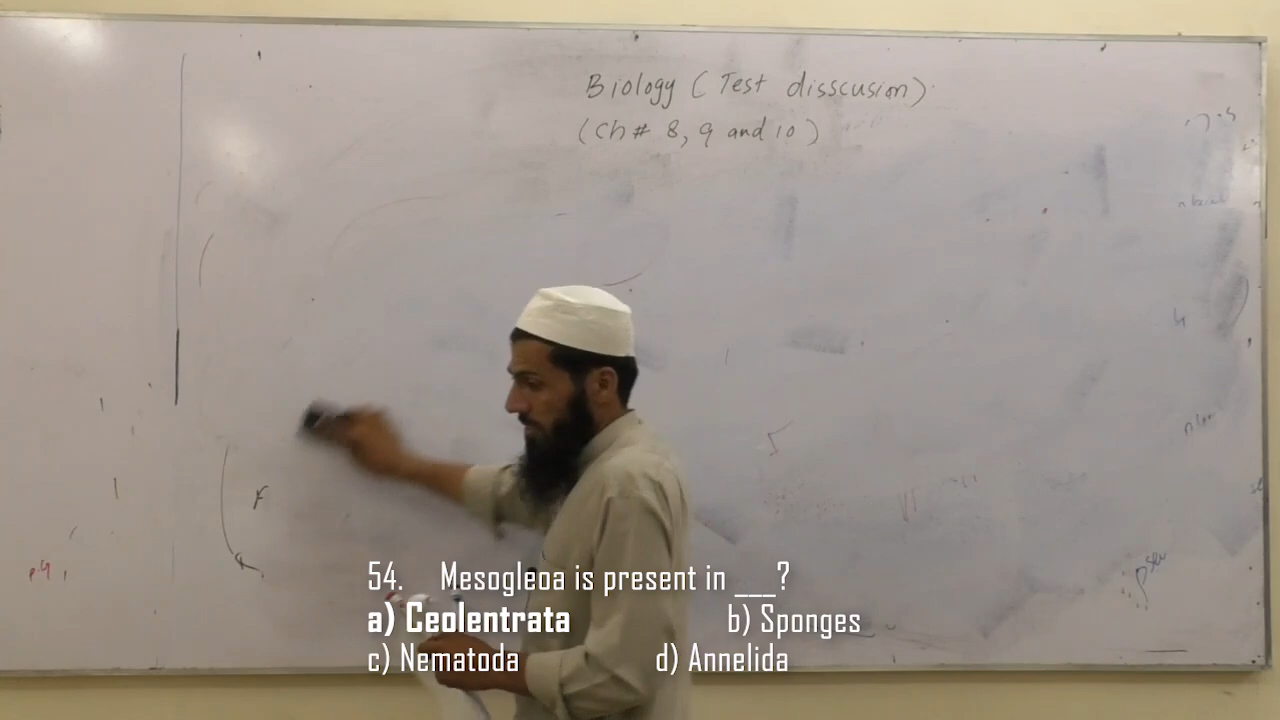 Biology (Test disscusion)
(Ch# 8, 9 and 10)
54. Mesogleoa is present in ___?
a) Ceolentrata b) Sponges
c) Nematoda d) Annelida